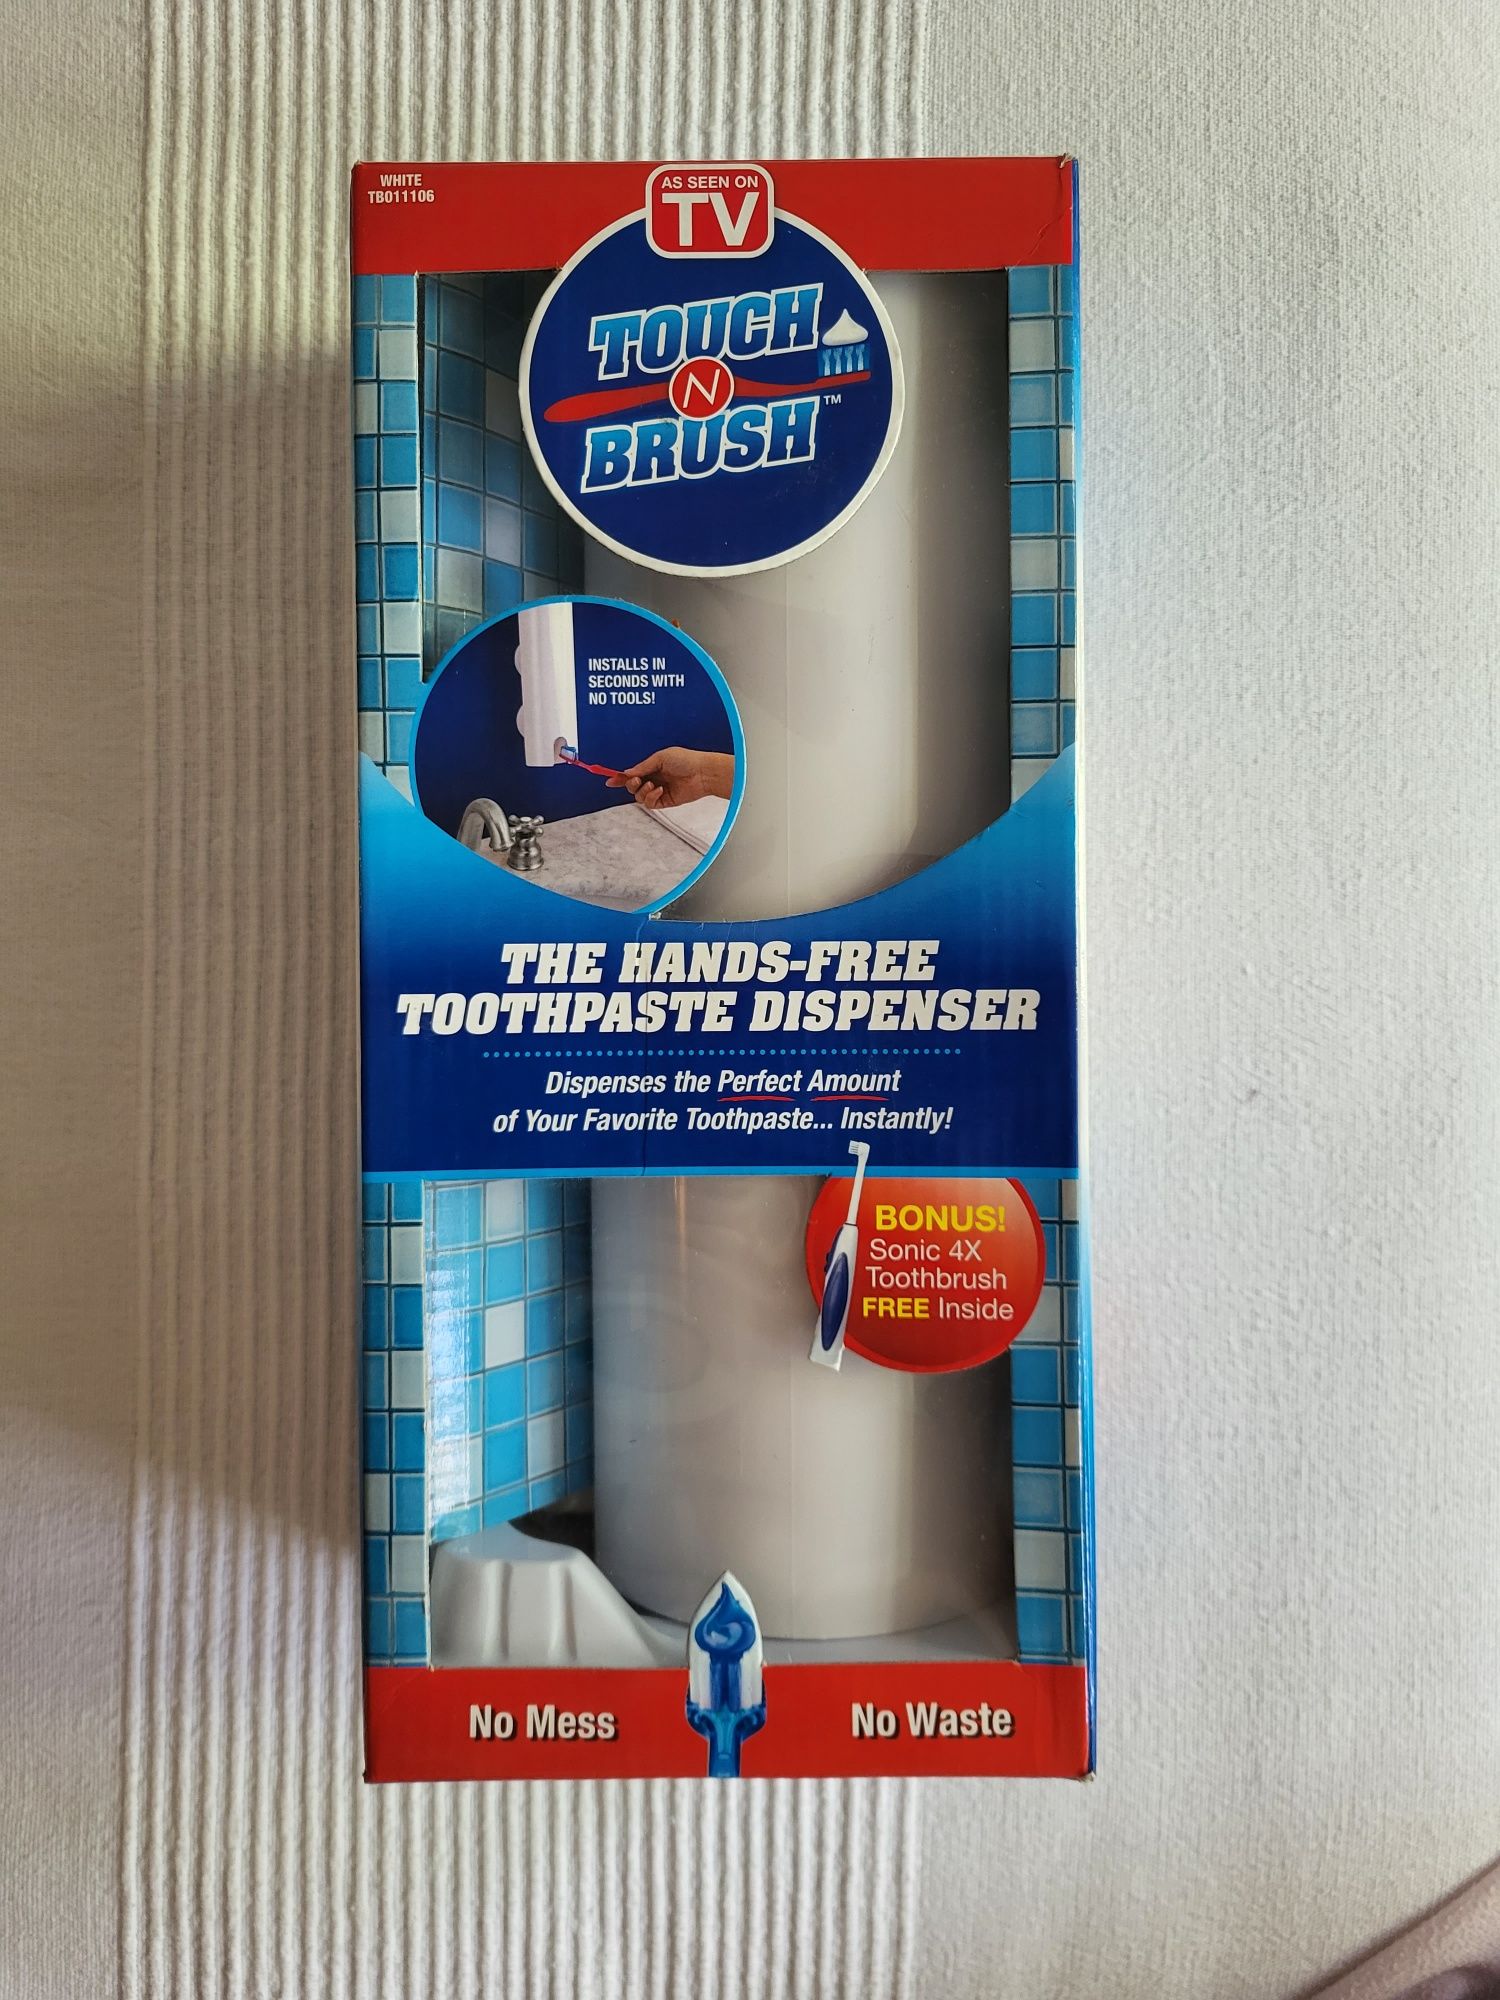 WHITE
TB011106
AS SEEN ON
TV
TOUCH
N
BRUSH™
INSTALLS IN
SECONDS WITH
NO TOOLS!
THE HANDS-FREE
TOOTHPASTE DISPENSER
Dispenses the Perfect Amount
of Your Favorite Toothpaste... Instantly!
BONUS!
Sonic 4X
Toothbrush
FREE Inside
No Mess
No Waste